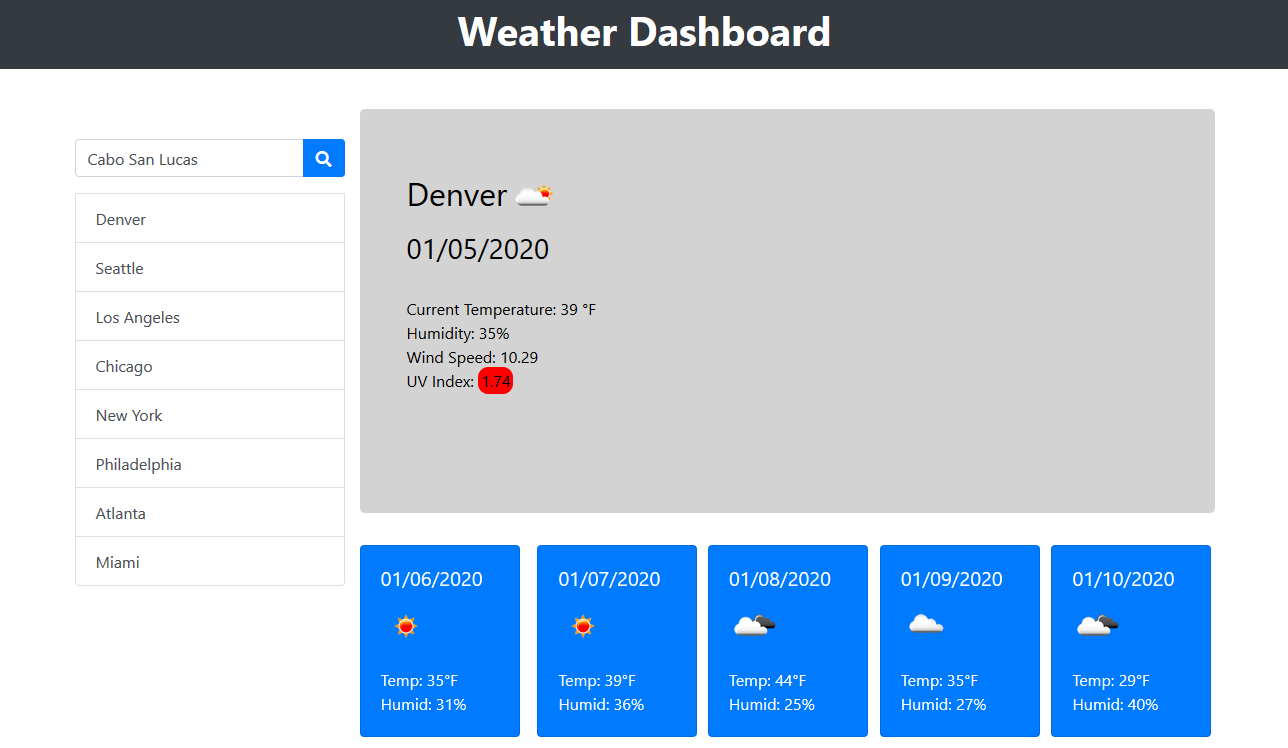 Weather Dashboard
Cabo San Lucas
Denver
Seattle
Los Angeles
Chicago
New York
Philadelphia
Atlanta
Miami
Denver
01/05/2020
Current Temperature: 39 °F
Humidity: 35%
Wind Speed: 10.29
UV Index: 1.74
01/06/2020
Temp: 35°F
Humid: 31%
01/07/2020
Temp: 39°F
Humid: 36%
01/08/2020
Temp: 44°F
Humid: 25%
01/09/2020
Temp: 35°F
Humid: 27%
01/10/2020
Temp: 29°F
Humid: 40%